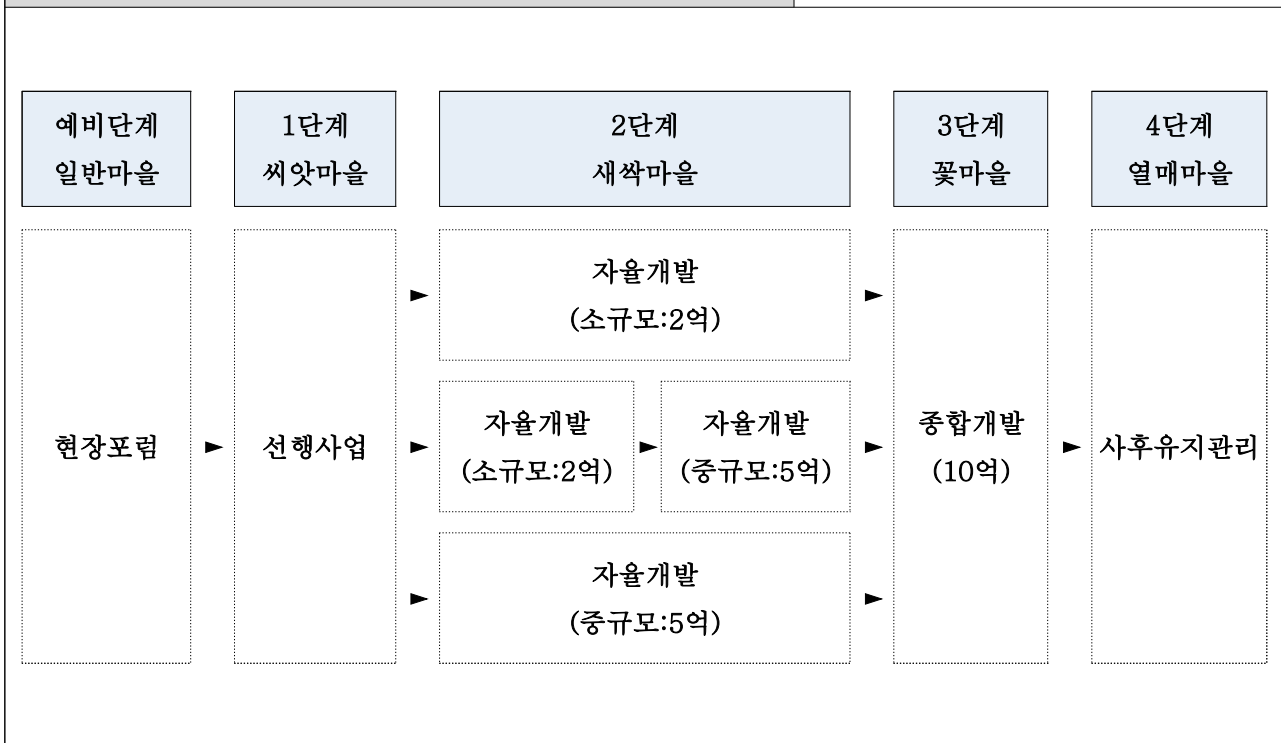 예비단계
일반마을
1단계
씨앗마을
2단계
새싹마을
3단계
꽃마을
4단계
열매마을
현장포럼
►
선행사업
►
자율개발
(소규모:2억)
►
►
자율개발
(소규모:2억)
►
자율개발
(중규모:5억)
►
►
자율개발
(중규모:5억)
►
종합개발
(10억)
►
사후유지관리